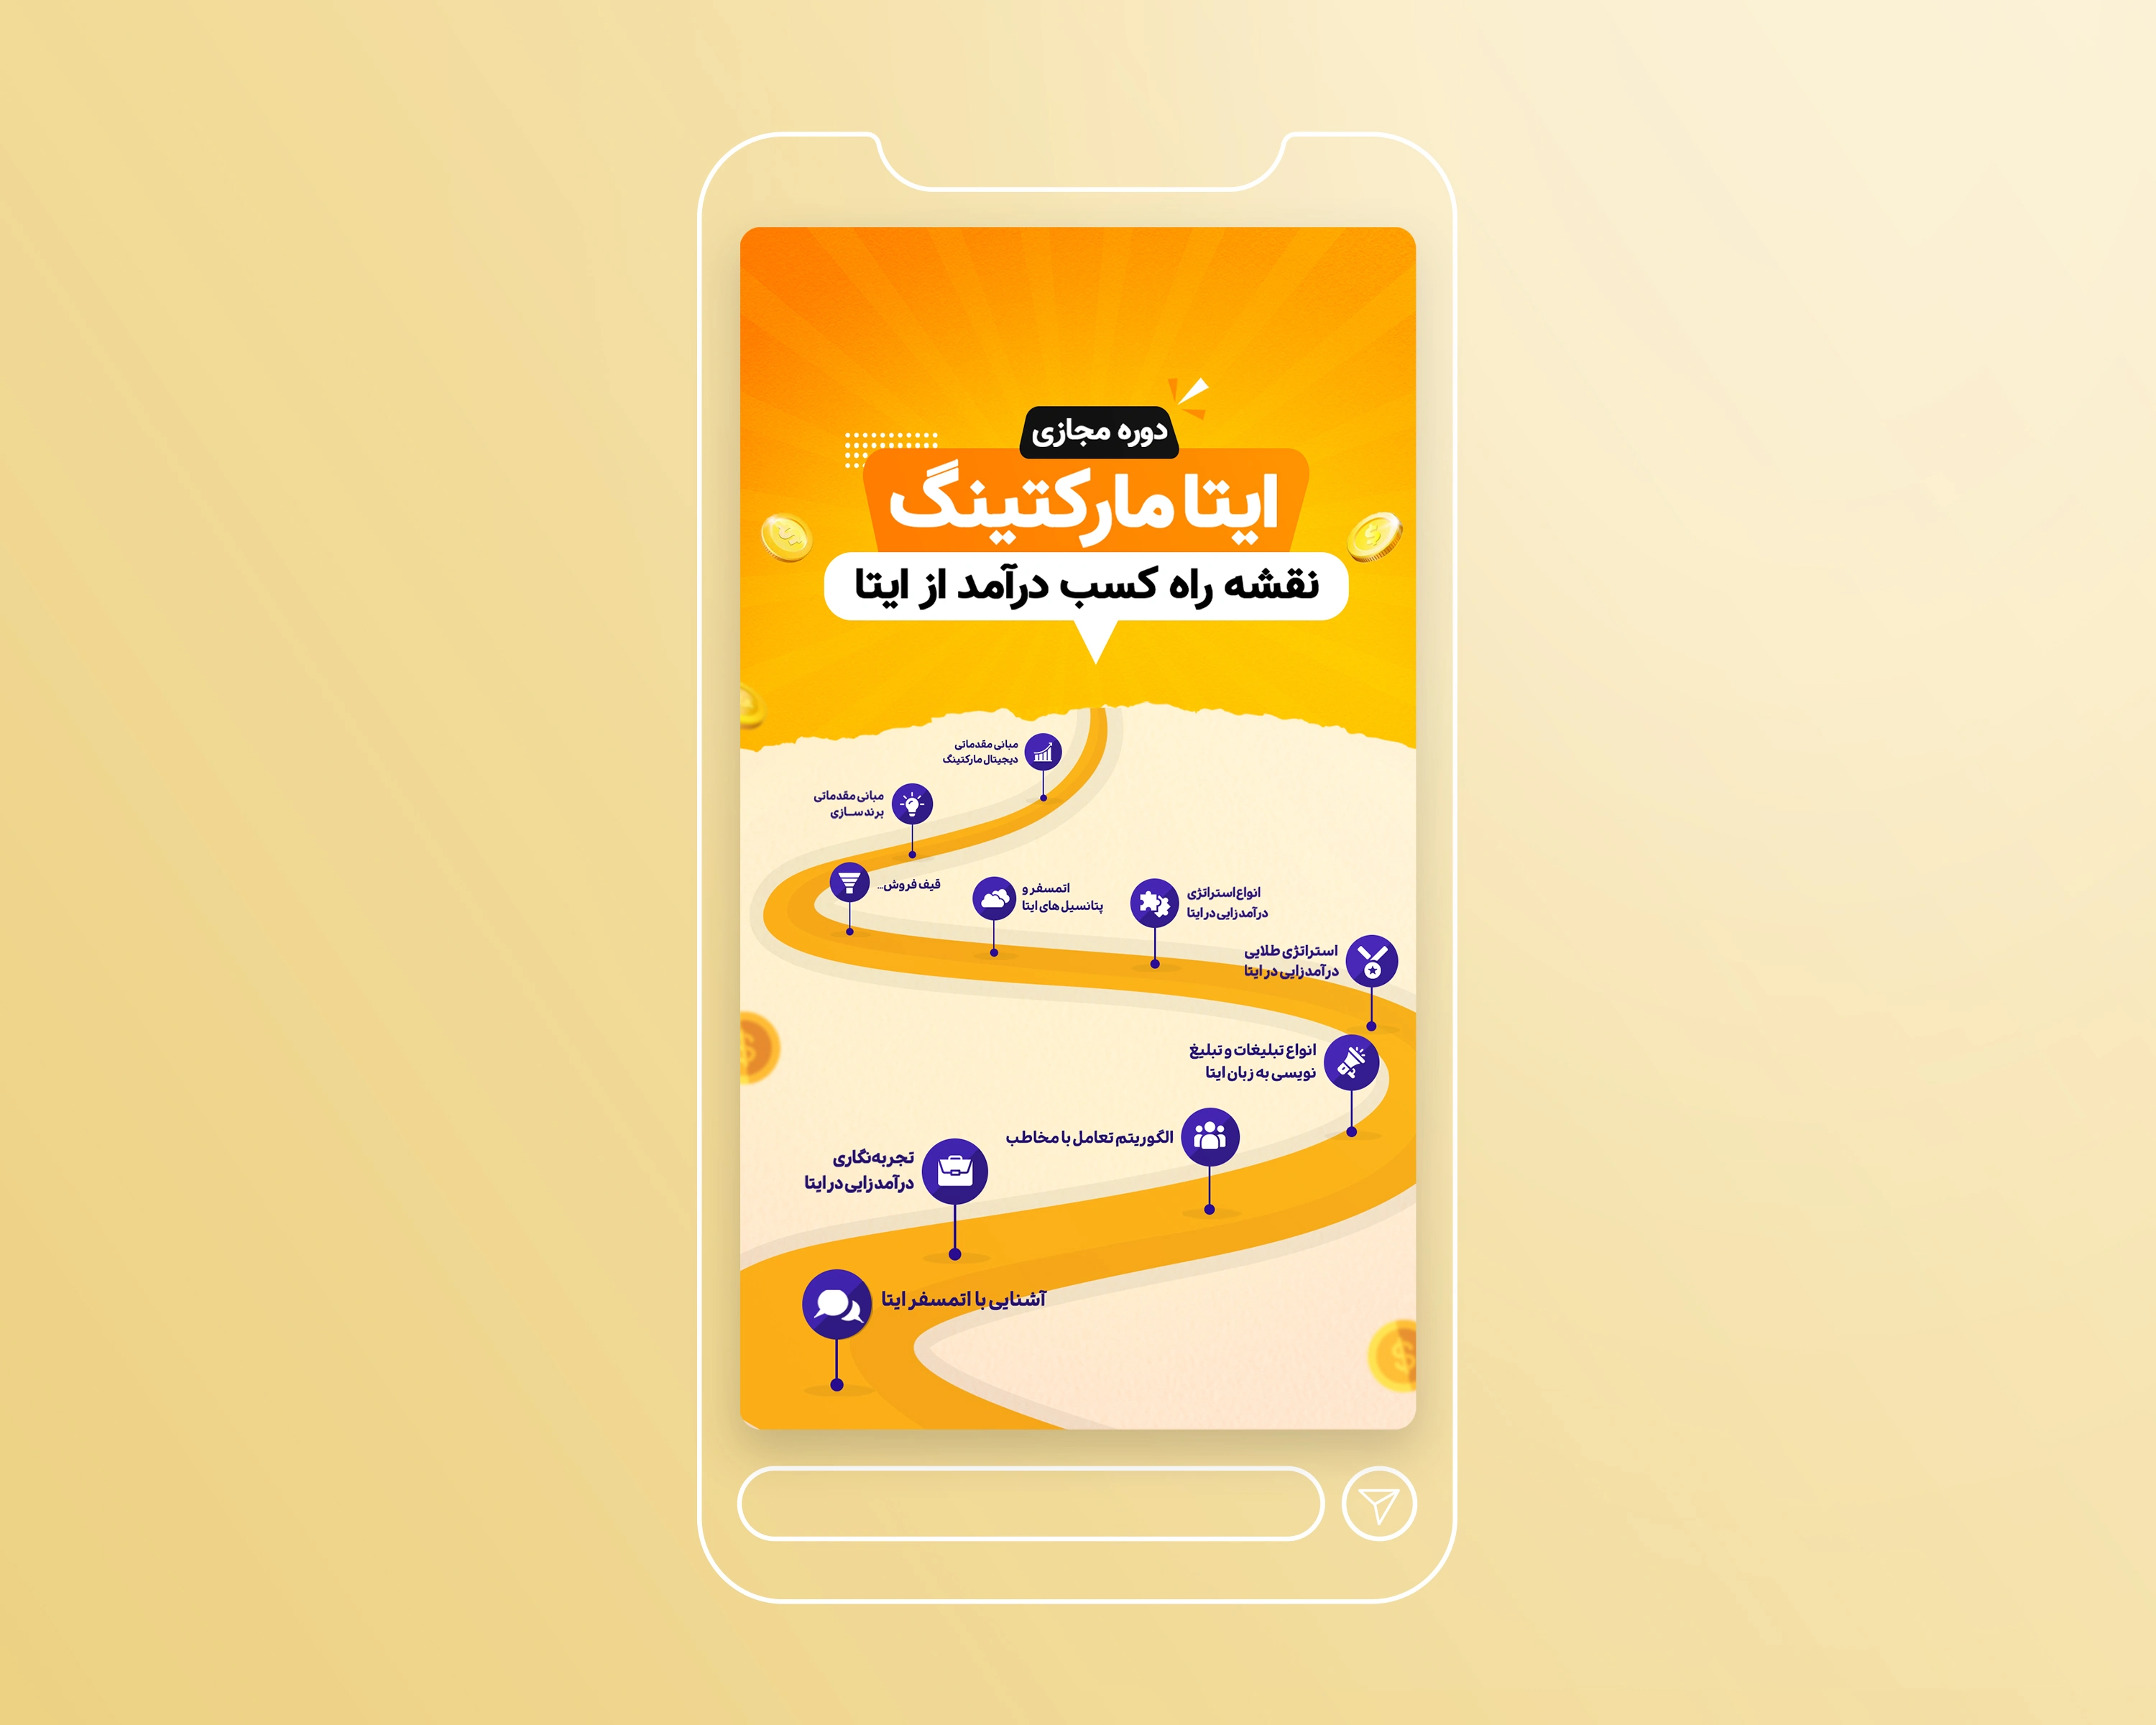 دوره مجازی
ایتا مارکتینگ
نقشه راه کسب درآمد از ایتا
مبانی مقدماتی
دیجیتال مارکتینگ
مبانی مقدماتی
برندســازی
قیف فروش...
اتمسفر و
پتانسیل های ایتا
انواع استراتژی
درآمدزایی در ایتا
استراتژی طلایی
درآمدزایی در ایتا
انواع تبلیغات و تبلیغ
نویسی به زبان ایتا
الگوریتم تعامل با مخاطب
تجربه‌نگاری
درآمدزایی در ایتا
آشنایی با اتمسفر ایتا